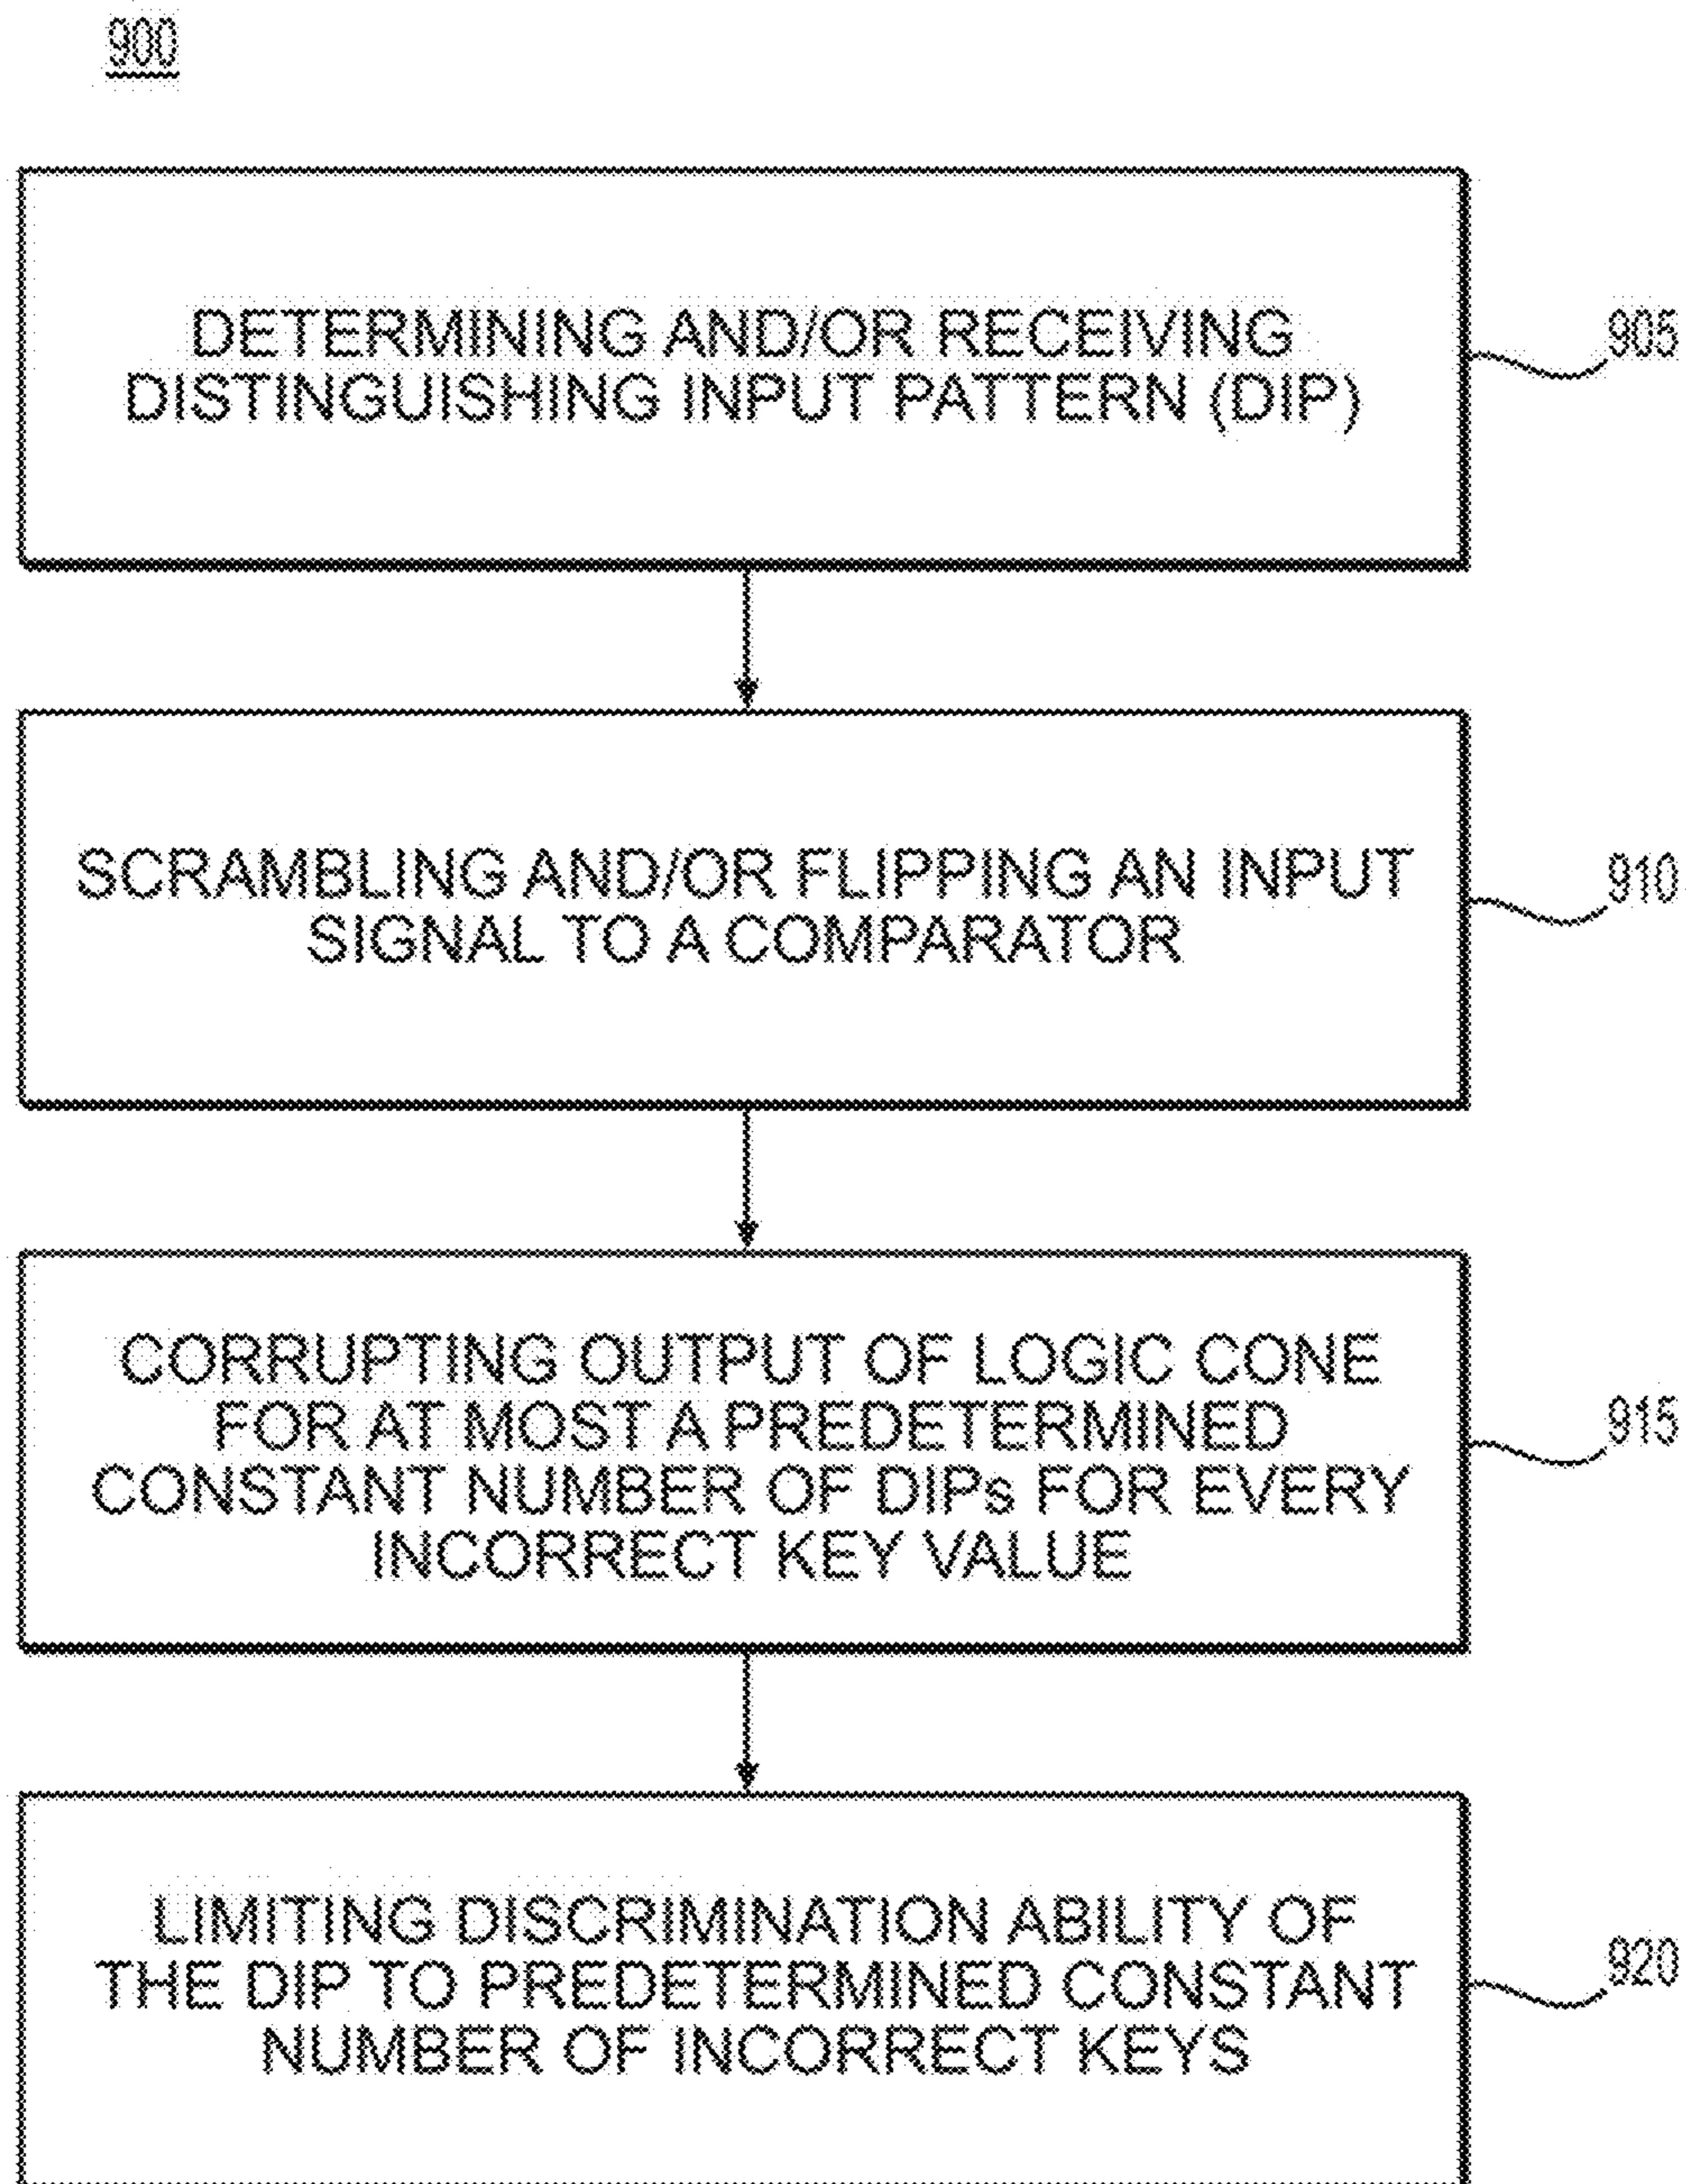 900
DETERMINING AND/OR RECEIVING
DISTINGUISHING INPUT PATTERN (DIP)
905
SCRAMBLING AND/OR FLIPPING AN INPUT
SIGNAL TO A COMPARATOR
910
CORRUPTING OUTPUT OF LOGIC CONE
FOR AT MOST A PREDETERMINED
CONSTANT NUMBER OF DIPs FOR EVERY
INCORRECT KEY VALUE
915
LIMITING DISCRIMINATION ABILITY OF
THE DIP TO PREDETERMINED CONSTANT
NUMBER OF INCORRECT KEYS
920